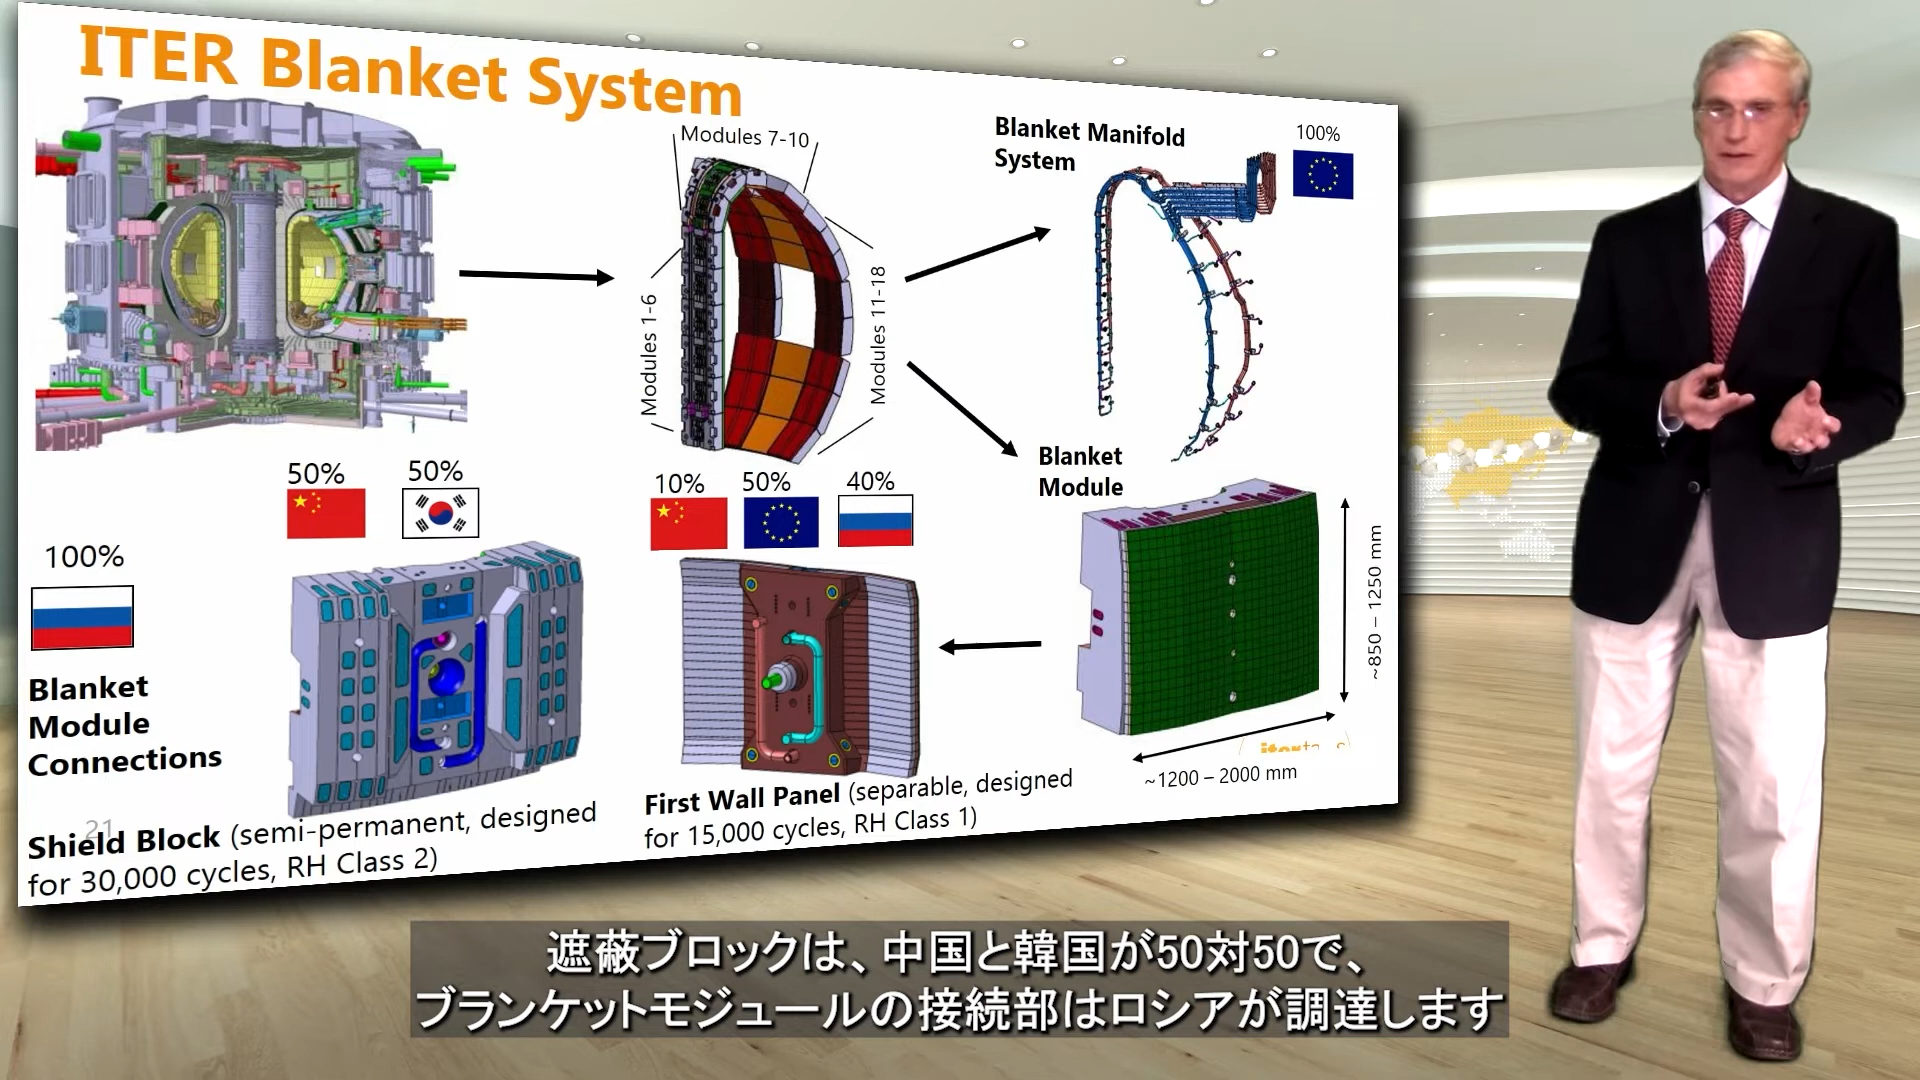 ITER Blanket System
Modules 7-10
Modules 1-6
Modules 11-18
Blanket Manifold
System
100%
Blanket
Module
~850 – 1250 mm
~1200 – 2000 mm
50%
50%
10%
50%
40%
100%
Blanket
Module
Connections
21
Shield Block (semi-permanent, designed
for 30,000 cycles, RH Class 2)
First Wall Panel (separable, designed
for 15,000 cycles, RH Class 1)
遮蔽ブロックは、中国と韓国が50対50で、
ブランケットモジュールの接続部はロシアが調達します